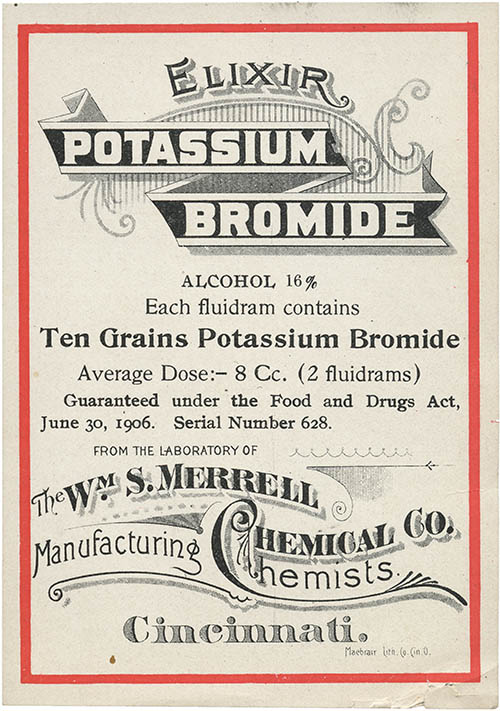 ELIXIR
POTASSIUM
BROMIDE
ALCOHOL 16%
Each fluidram contains
Ten Grains Potassium Bromide
Average Dose:- 8 Cc. (2 fluidrams)
Guaranteed under the Food and Drugs Act,
June 30, 1906. Serial Number 628.
FROM THE LABORATORY OF
The WM S. MERRELL
CHEMICAL CO.
Manufacturing Chemists.
Cincinnati.
Macbrair Lith. Co. Cin. O.